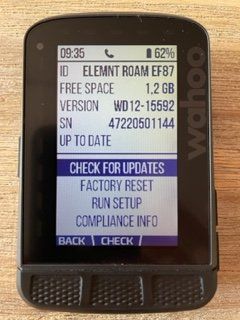 09:35 62%
ID ELEMNT ROAM EF87
FREE SPACE 1,2 GB
VERSION WD12-15592
SN 47220501144
UP TO DATE
CHECK FOR UPDATES
FACTORY RESET
RUN SETUP
COMPLIANCE INFO
BACK \ CHECK /
wahoo